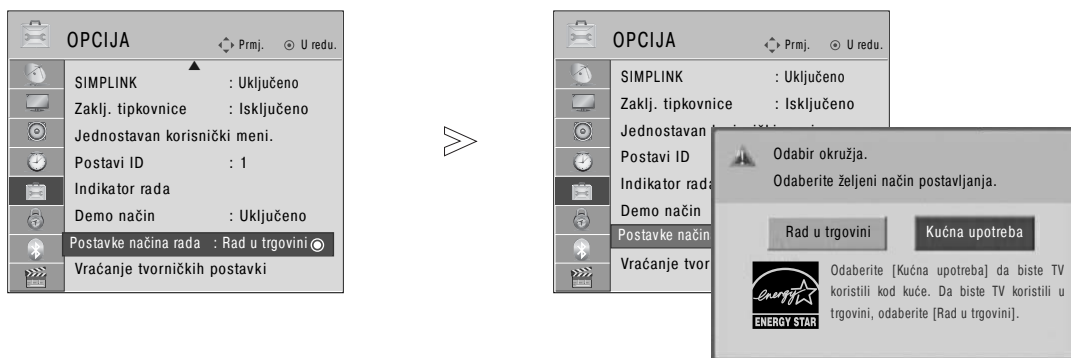 OPCIJA
Prmj.
U redu.
SIMPLINK : Uključeno
Zaklj. tipkovnice : Isključeno
Jednostavan korisnički meni.
Postavi ID : 1
Indikator rada
Demo način : Uključeno
Postavke načina rada : Rad u trgovini
Vraćanje tvorničkih postavki
OPCIJA
Prmj.
U redu.
SIMPLINK : Uključeno
Zaklj. tipkovnice : Isključeno
Jednostavan
Postavi ID
Indikator rada
Demo način
Postavke način
Vraćanje tvor
Odabir okružja.
Odaberite željeni način postavljanja.
Rad u trgovini
Kućna upotreba
energy
ENERGY STAR
Odaberite [Kućna upotreba] da biste TV
koristili kod kuće. Da biste TV koristili u
trgovini, odaberite [Rad u trgovini].